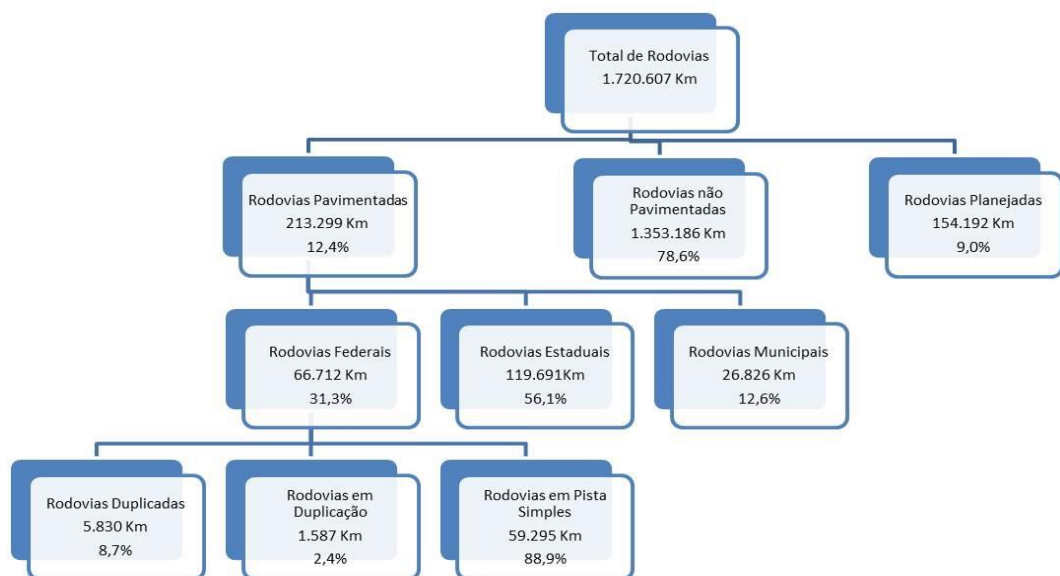 Total de Rodovias
1.720.607 Km
Rodovias Pavimentadas
213.299 Km
12,4%
Rodovias não
Pavimentadas
1.353.186 Km
78,6%
Rodovias Planejadas
154.192 Km
9,0%
Rodovias Federais
66.712 Km
31,3%
Rodovias Estaduais
119.691Km
56,1%
Rodovias Municipais
26.826 Km
12,6%
Rodovias Duplicadas
5.830 Km
8,7%
Rodovias em
Duplicação
1.587 Km
2,4%
Rodovias em Pista
Simples
59.295 Km
88,9%